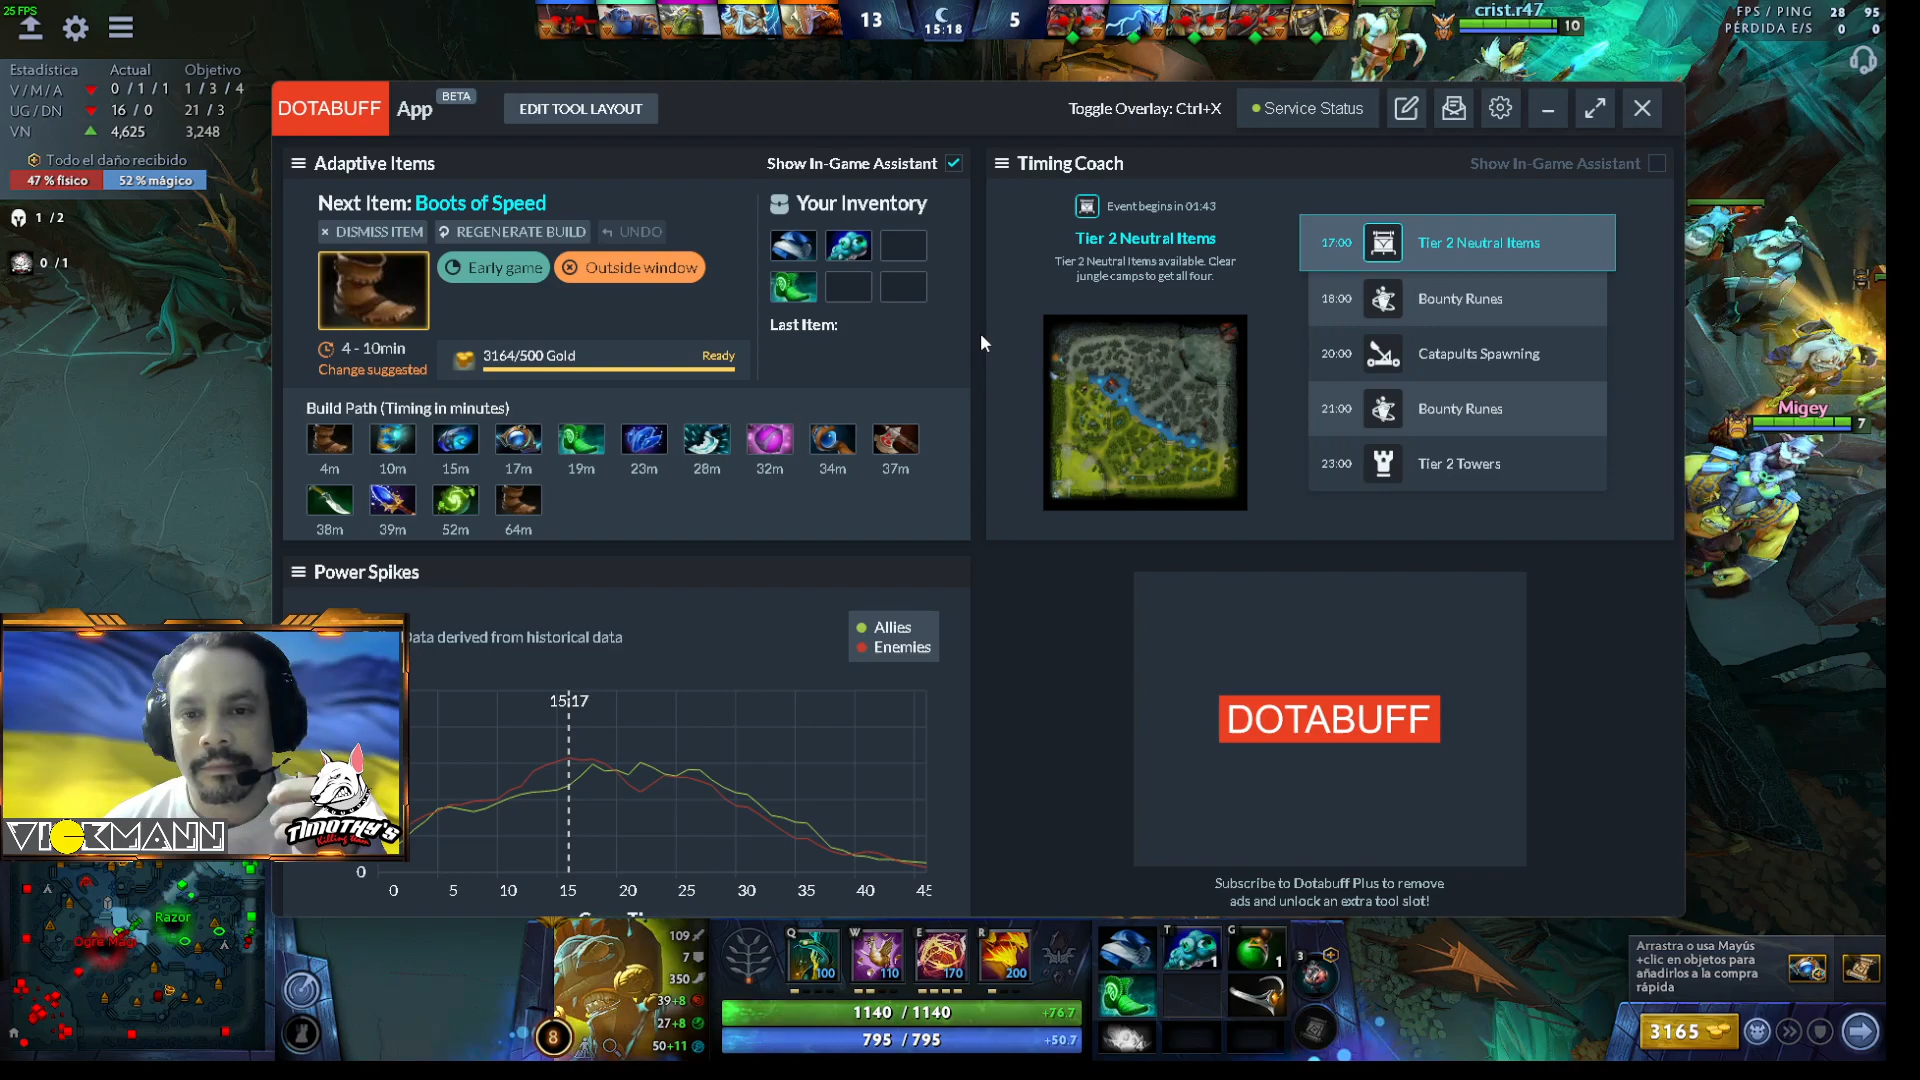 25 FPS
13
15:18
5
crist.r47
10
FPS / PING 28 95
PÉRDIDA E/S 0 0
Estadística Actual Objetivo
V / M / A 0 / 1 / 1 1 / 3 / 4
UG / DN 16 / 0 21 / 3
VN 4,625 3,248
Todo el daño recibido
47 % físico 52 % mágico
1 / 2
0 / 1
DOTABUFF App BETA
EDIT TOOL LAYOUT
Toggle Overlay: Ctrl+X
Service Status
Adaptive Items
Show In-Game Assistant
Next Item: Boots of Speed
× DISMISS ITEM
REGENERATE BUILD
UNDO
Early game
Outside window
4 - 10min
Change suggested
3164/500 Gold
Ready
Your Inventory
Last Item:
Build Path (Timing in minutes)
4m 10m 15m 17m 19m 23m 28m 32m 34m 37m
38m 39m 52m 64m
Timing Coach
Show In-Game Assistant
Event begins in 01:43
Tier 2 Neutral Items
Tier 2 Neutral Items available. Clear
jungle camps to get all four.
17:00 Tier 2 Neutral Items
18:00 Bounty Runes
20:00 Catapults Spawning
21:00 Bounty Runes
23:00 Tier 2 Towers
Migey
7
Power Spikes
Data derived from historical data
Allies
Enemies
15:17
0
0 5 10 15 20 25 30 35 40 45
DOTABUFF
Subscribe to Dotabuff Plus to remove
ads and unlock an extra tool slot!
VICKMANN
TIMOTHY'S
Killing team
Razor
Ogre Magi
109
7
350
39+8
27+8
50+11
8
Q W E R
100 110 170 200
1140 / 1140 +76.7
795 / 795 +50.7
T G
1 1
3
Arrastra o usa Mayús
+clic en objetos para
añadirlos a la compra
rápida
3165